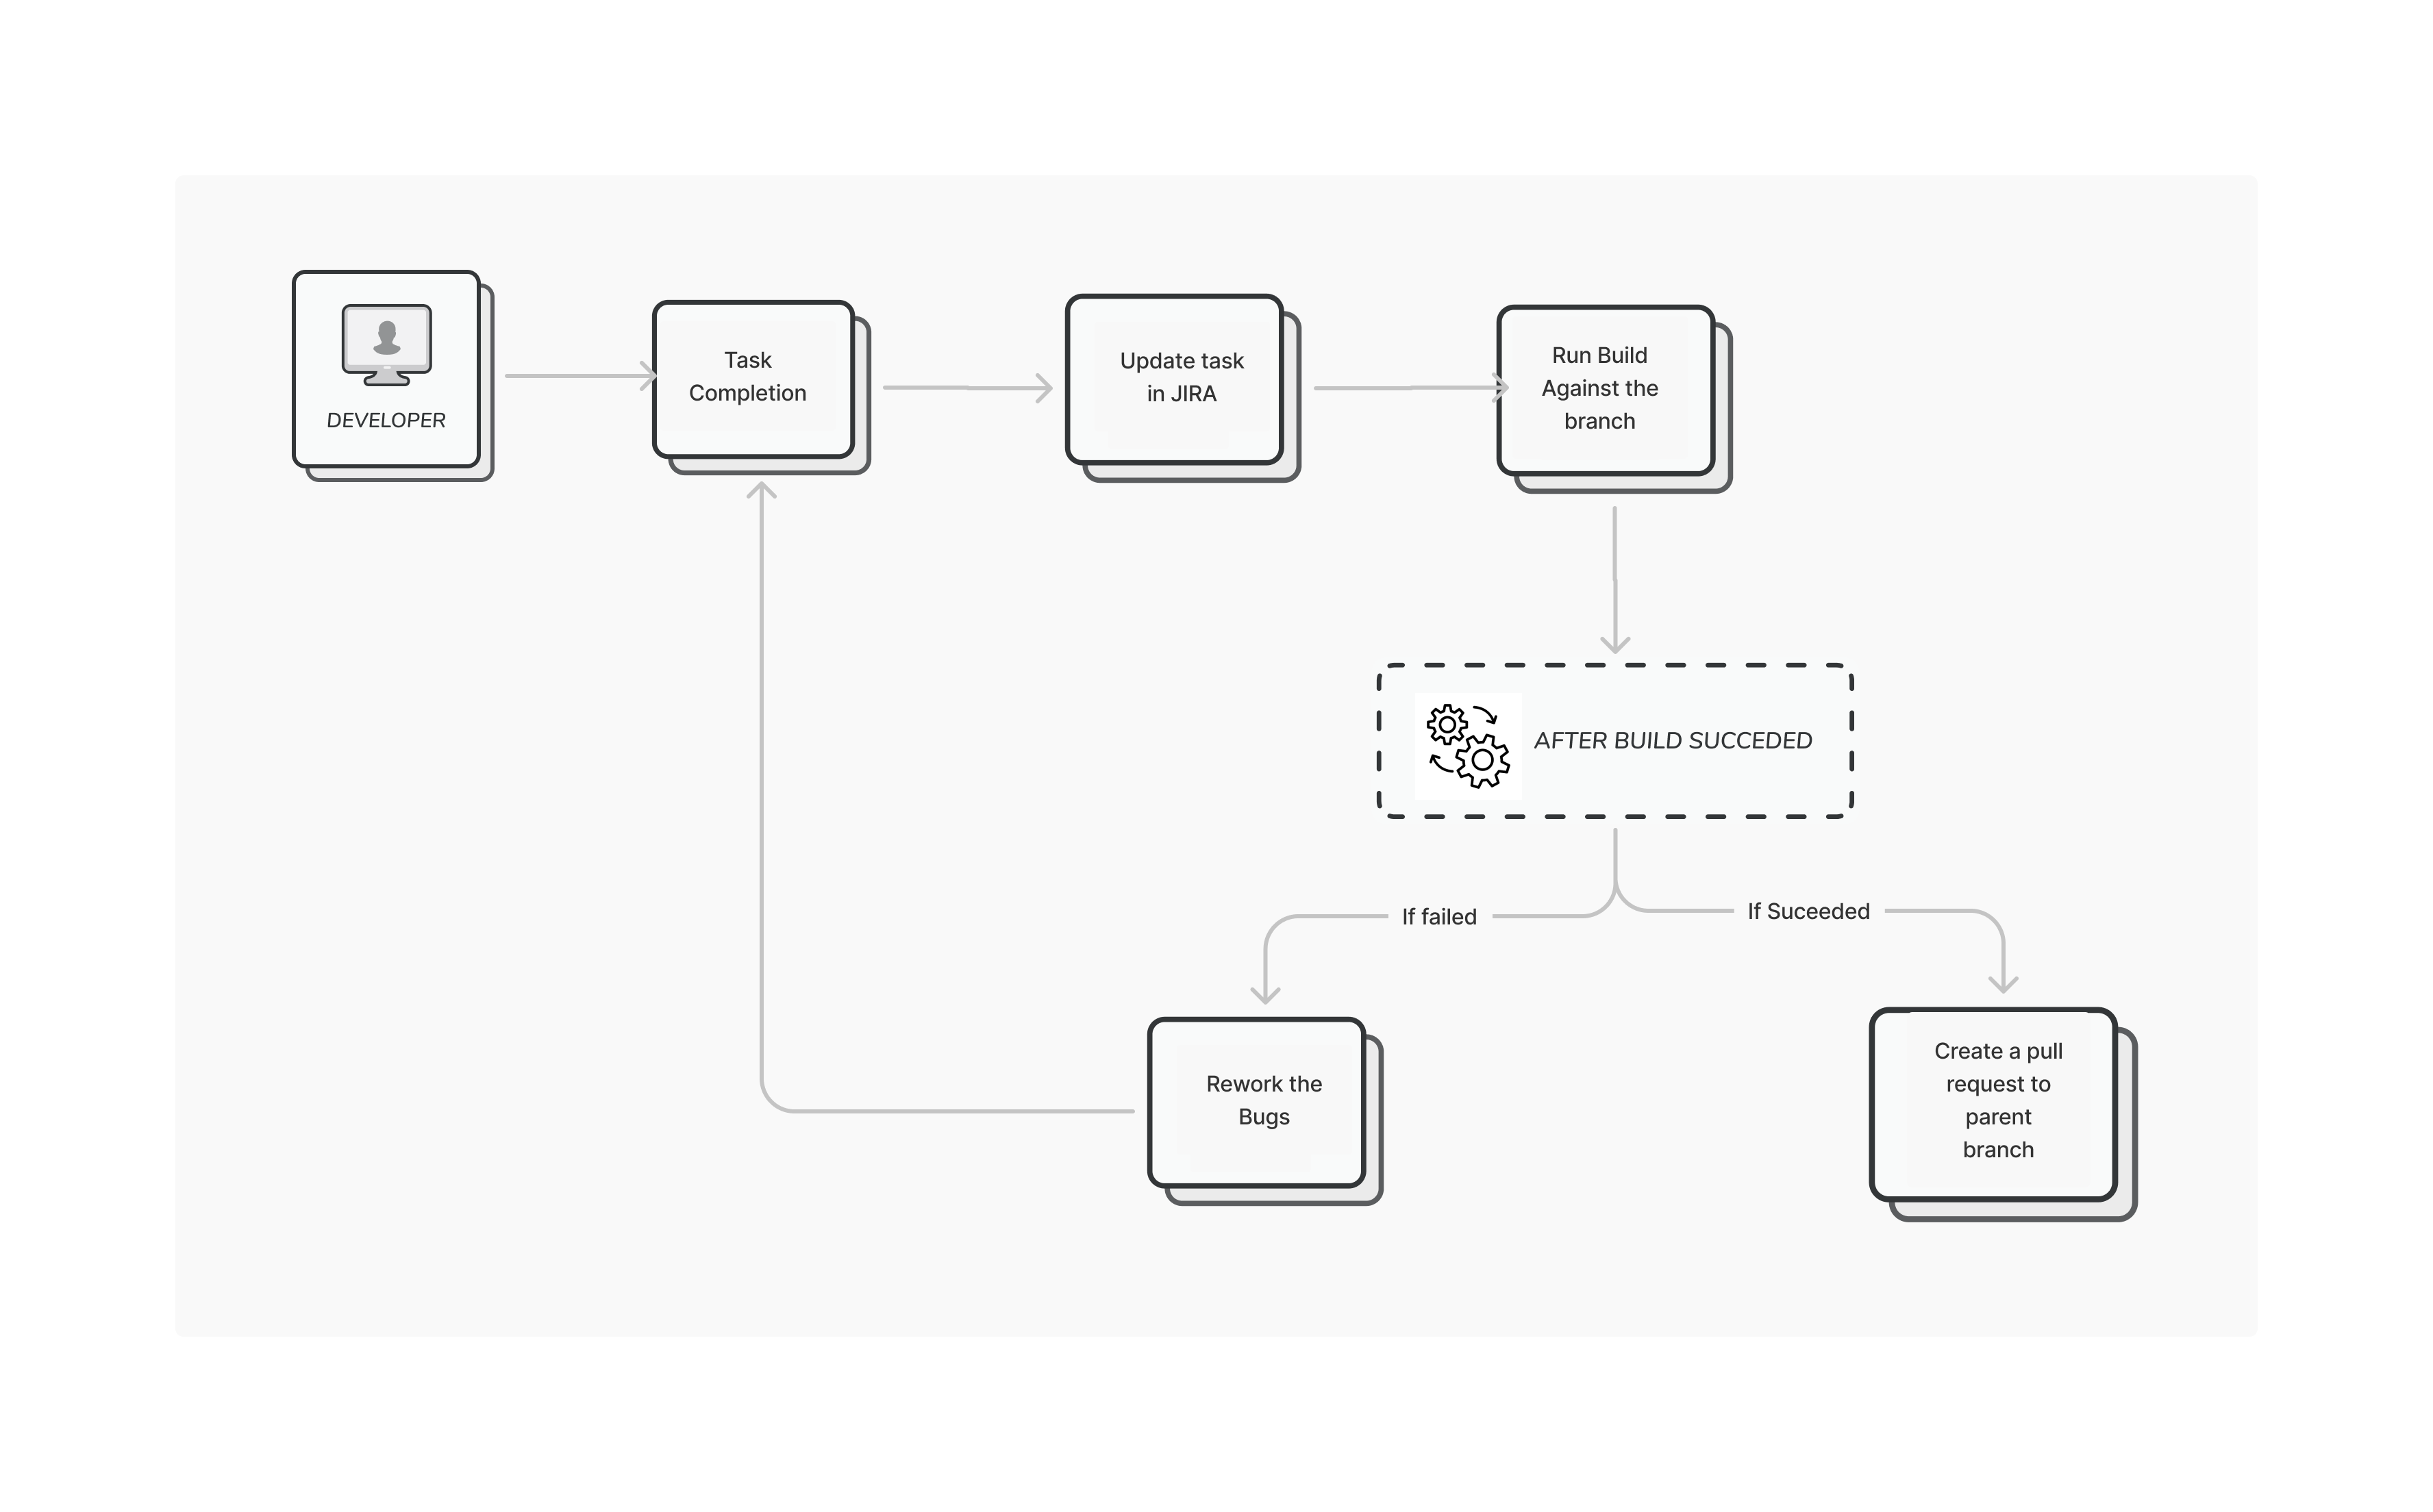 DEVELOPER
Task
Completion
Update task
in JIRA
Run Build
Against the
branch
AFTER BUILD SUCCEDED
If failed
If Suceeded
Rework the
Bugs
Create a pull
request to
parent
branch